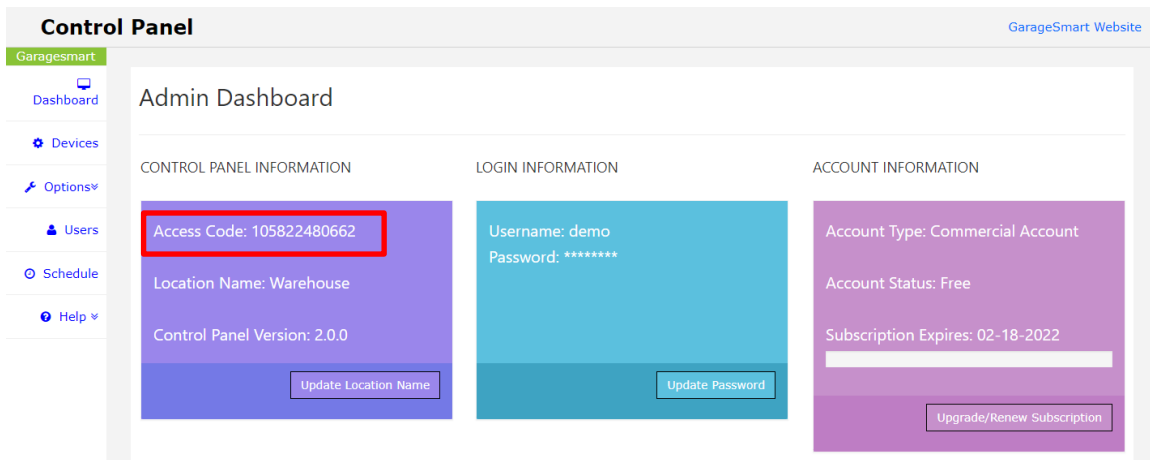 Control Panel
GarageSmart Website
Garagesmart
Dashboard
Devices
Options
Users
Schedule
Help
Admin Dashboard
CONTROL PANEL INFORMATION
Access Code: 105822480662
Location Name: Warehouse
Control Panel Version: 2.0.0
Update Location Name
LOGIN INFORMATION
Username: demo
Password: ********
Update Password
ACCOUNT INFORMATION
Account Type: Commercial Account
Account Status: Free
Subscription Expires: 02-18-2022
Upgrade/Renew Subscription